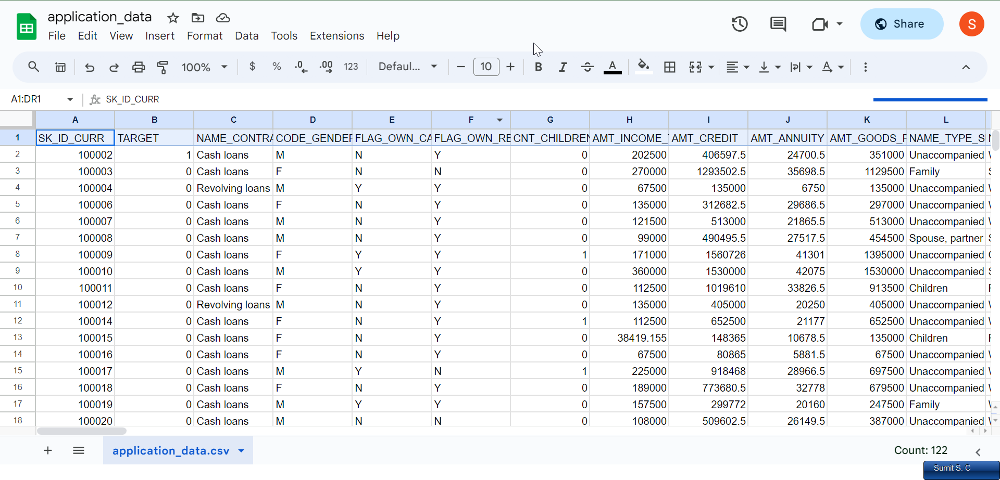 application_data
File Edit View Insert Format Data Tools Extensions Help
Share
S
100% $ % .0 .00 123 Defaul... 10 B I A A
A1:DR1 fx SK_ID_CURR
A B C D E F G H I J K L
1 SK_ID_CURR TARGET NAME_CONTRA CODE_GENDER FLAG_OWN_CA FLAG_OWN_RE CNT_CHILDREN AMT_INCOME_ AMT_CREDIT AMT_ANNUITY AMT_GOODS_ NAME_TYPE_S
2 100002 1 Cash loans M N Y 0 202500 406597.5 24700.5 351000 Unaccompanied
3 100003 0 Cash loans F N N 0 270000 1293502.5 35698.5 1129500 Family
4 100004 0 Revolving loans M Y Y 0 67500 135000 6750 135000 Unaccompanied
5 100006 0 Cash loans F N Y 0 135000 312682.5 29686.5 297000 Unaccompanied
6 100007 0 Cash loans M N Y 0 121500 513000 21865.5 513000 Unaccompanied
7 100008 0 Cash loans M N Y 0 99000 490495.5 27517.5 454500 Spouse, partner
8 100009 0 Cash loans F Y Y 1 171000 1560726 41301 1395000 Unaccompanied
9 100010 0 Cash loans M Y Y 0 360000 1530000 42075 1530000 Unaccompanied
10 100011 0 Cash loans F N Y 0 112500 1019610 33826.5 913500 Children
11 100012 0 Revolving loans M N Y 0 135000 405000 20250 405000 Unaccompanied
12 100014 0 Cash loans F N Y 1 112500 652500 21177 652500 Unaccompanied
13 100015 0 Cash loans F N Y 0 38419.155 148365 10678.5 135000 Children
14 100016 0 Cash loans F N Y 0 67500 80865 5881.5 67500 Unaccompanied
15 100017 0 Cash loans M Y N 1 225000 918468 28966.5 697500 Unaccompanied
16 100018 0 Cash loans F N Y 0 189000 773680.5 32778 679500 Unaccompanied
17 100019 0 Cash loans M Y Y 0 157500 299772 20160 247500 Family
18 100020 0 Cash loans M N N 0 108000 509602.5 26149.5 387000 Unaccompanied
application_data.csv
Count: 122
Sumit S. C